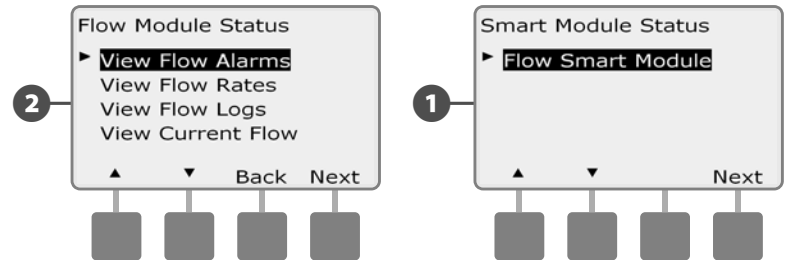 Flow Module Status
► View Flow Alarms
View Flow Rates
View Flow Logs
View Current Flow
▲ ▼ Back Next
2
Smart Module Status
► Flow Smart Module
▲ ▼ Next
1